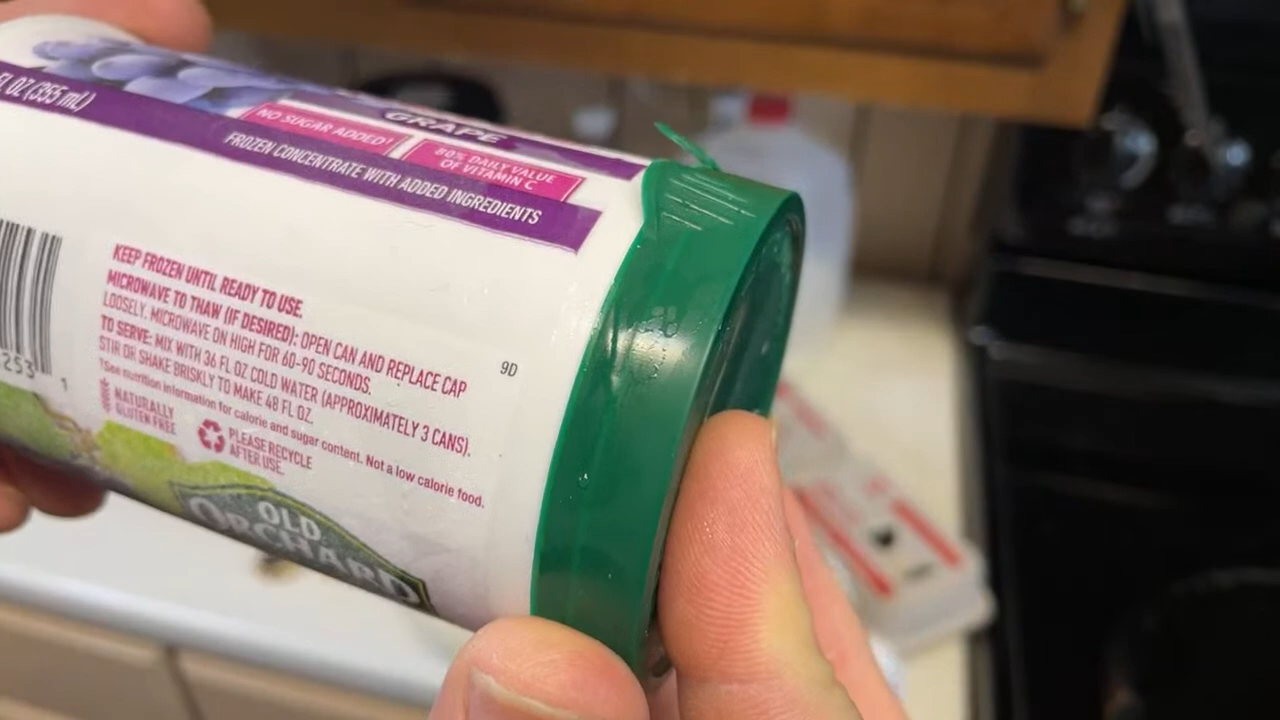 FL OZ (355 mL)
GRAPE
NO SUGAR ADDED!
80% DAILY VALUE
OF VITAMIN C
FROZEN CONCENTRATE WITH ADDED INGREDIENTS
KEEP FROZEN UNTIL READY TO USE.
MICROWAVE TO THAW (IF DESIRED): OPEN CAN AND REPLACE CAP
LOOSELY. MICROWAVE ON HIGH FOR 60-90 SECONDS.
TO SERVE: MIX WITH 36 FL OZ COLD WATER (APPROXIMATELY 3 CANS).
STIR OR SHAKE BRISKLY TO MAKE 48 FL OZ.
†See nutrition information for calorie and sugar content. Not a low calorie food.
9D
NATURALLY
GLUTEN FREE
PLEASE RECYCLE
AFTER USE.
253
1
OLD
ORCHARD